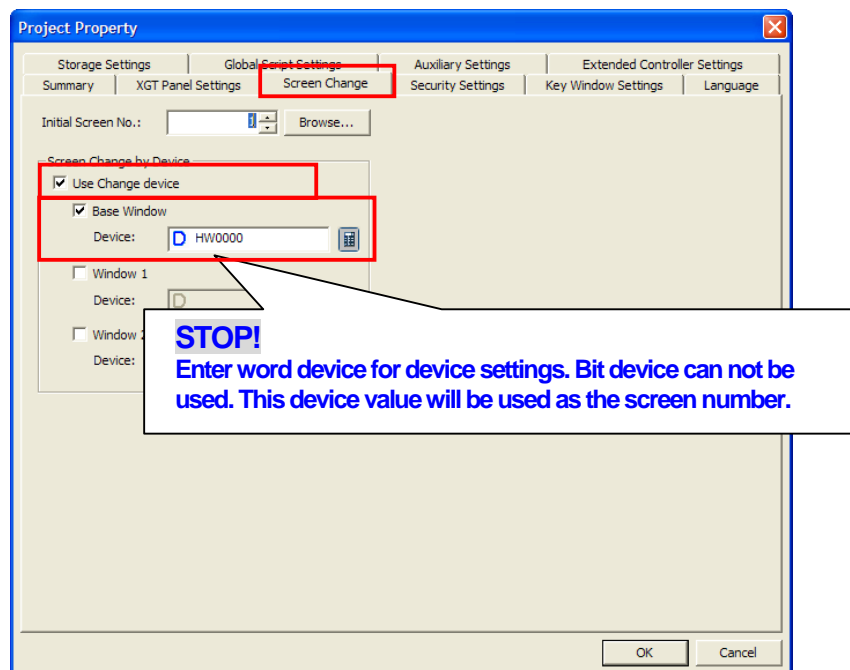 Project Property
Storage Settings Global Script Settings Auxiliary Settings Extended Controller Settings
Summary XGT Panel Settings Screen Change Security Settings Key Window Settings Language
Initial Screen No.: Browse...
Screen Change by Device
Use Change device
Base Window
Device: D HW0000
Window 1
Device: D
Window
Device:
STOP!
Enter word device for device settings. Bit device can not be
used. This device value will be used as the screen number.
OK Cancel